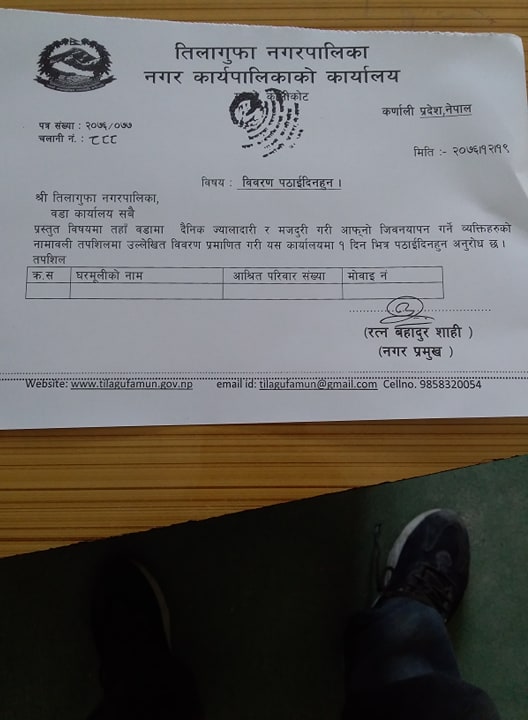 तिलागुफा नगरपालिका
नगर कार्यपालिकाको कार्यालय
कालीकोट
कर्णाली प्रदेश,नेपाल
पत्र संख्या : २०७६/०७७
चलानी नं. : ८८८
मिति :- २०७६।१२।१९
विषय : विवरण पठाईदिनहुन ।
श्री तिलागुफा नगरपालिका,
वडा कार्यालय सबै
प्रस्तुत विषयमा तहाँ वडामा दैनिक ज्यालादारी र मजदुरी गरी आफ्नो जिवनयापन गर्ने व्यक्तिहरुको
नामावली तपशिलमा उल्लेखित विवरण प्रमाणित गरी यस कार्यालयमा १ दिन भित्र पठाईदिनहुन अनुरोध छ ।
तपशिल
क्र.स घरमूलीको नाम आश्रित परिवार संख्या मोवाइ नं
(रत्न बहादुर शाही )
(नगर प्रमुख )
Website: www.tilagufamun.gov.np email id: tilagufamun@gmail.com Cellno. 9858320054